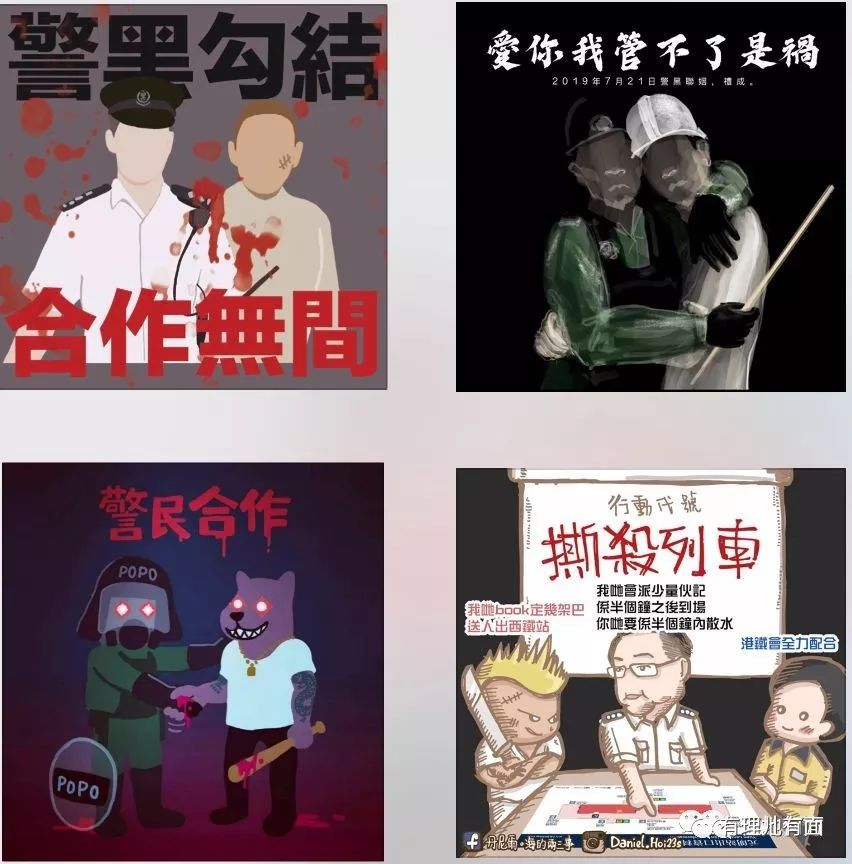 警黑勾結
合作無間
愛你我管不了是禍
2019年7月21日警黑聯姻，禮成。
警民合作
POPO
POPO
行動代號
撕殺列車
我哋會派少量伙記
係半個鐘之後到場
你哋要係半個鐘內散水
我哋book定幾架巴
送人出西鐵站
港鐵會全力配合
丹尼爾。海的兩三事
Daniel_Hoi23s
有理儿有面